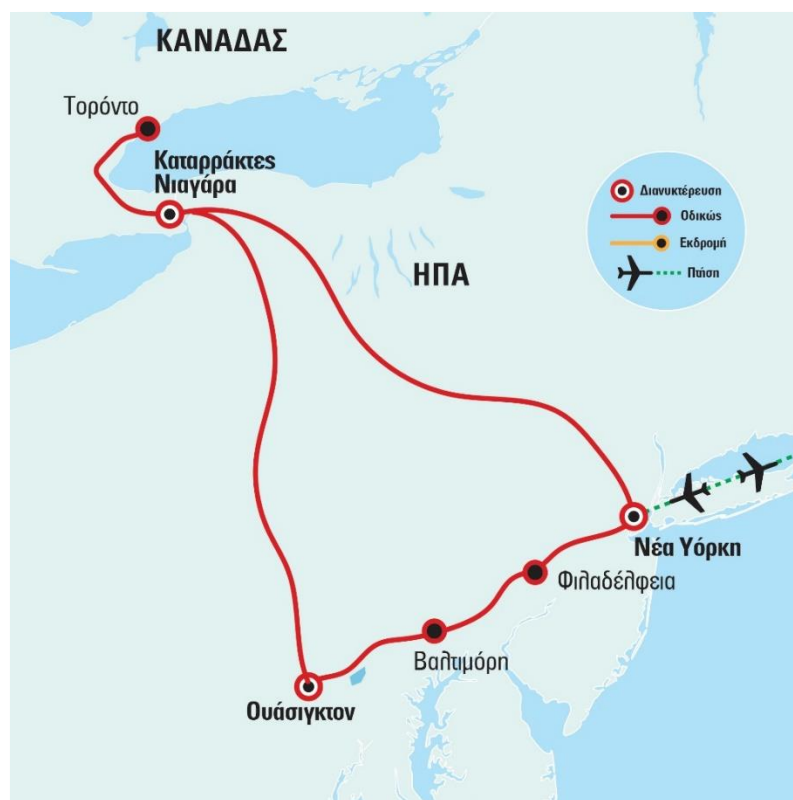 ΚΑΝΑΔΑΣ
Τορόντο
Καταρράκτες
Νιαγάρα
ΗΠΑ
Διανυκτέρευση
Οδικώς
Εκδρομή
Πτήση
Νέα Υόρκη
Φιλαδέλφεια
Βαλτιμόρη
Ουάσιγκτον